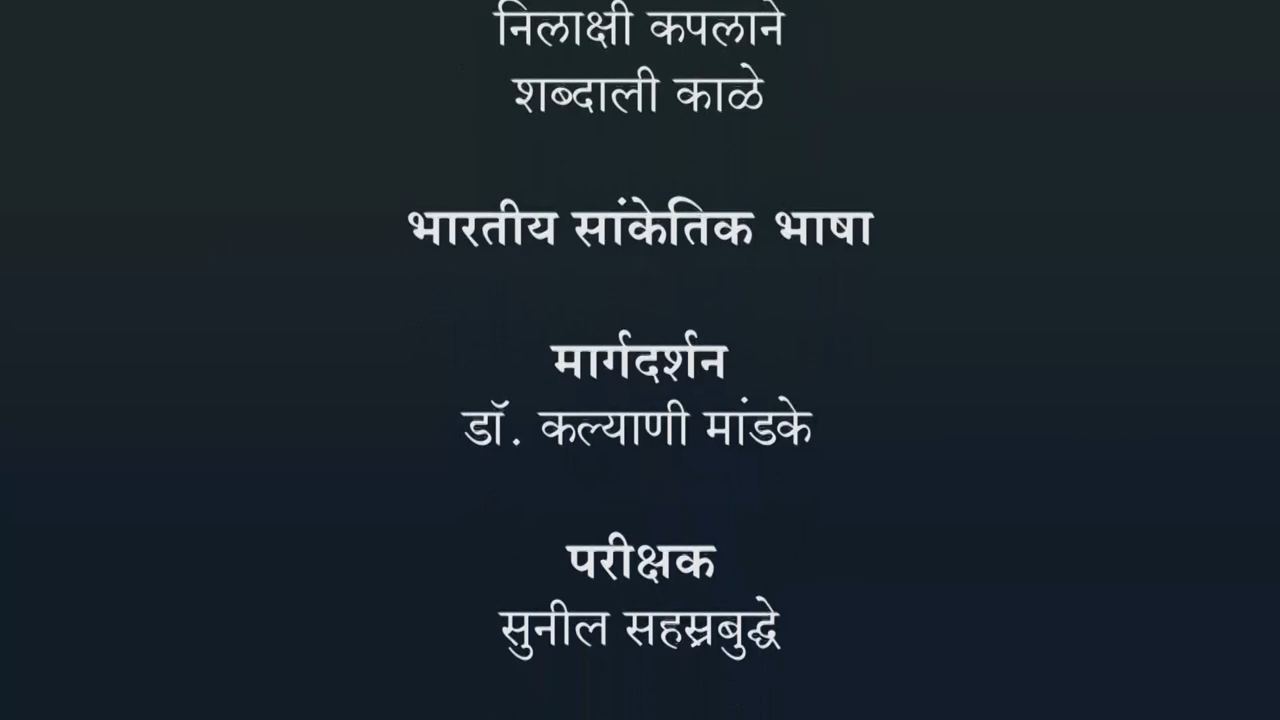 निलाक्षी कपलाने
शब्दाली काळे
भारतीय सांकेतिक भाषा
मार्गदर्शन
डॉ. कल्याणी मांडके
परीक्षक
सुनील सहस्रबुद्धे